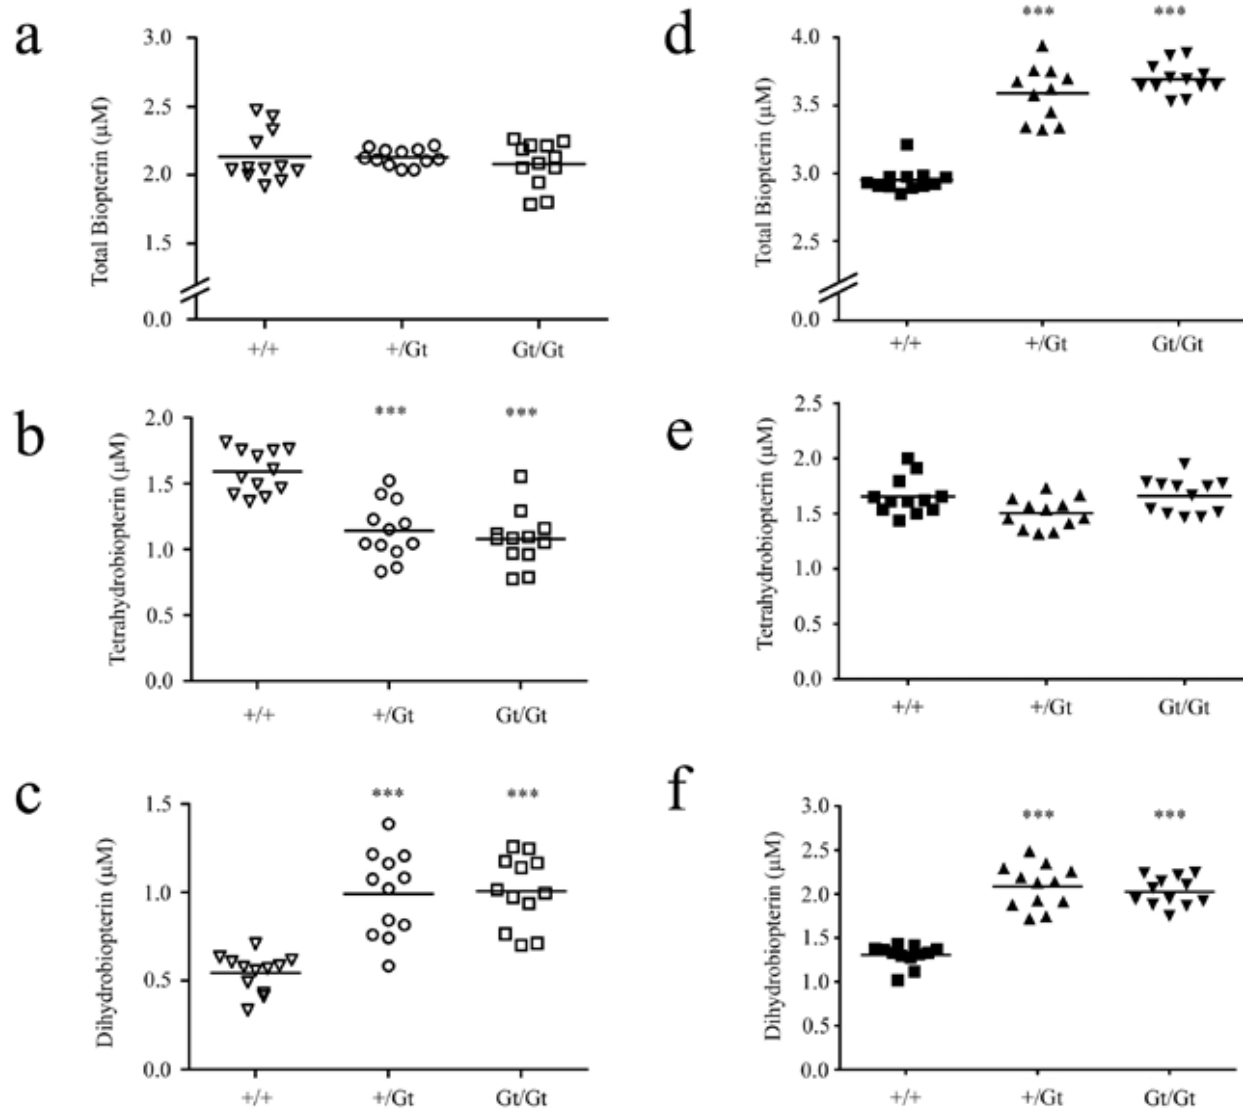 a
Total Biopterin (μM)
3.0
2.5
2.0
1.5
0.0
+/+ +/Gt Gt/Gt
d
*** ***
Total Biopterin (μM)
4.0
3.5
3.0
2.5
0.0
+/+ +/Gt Gt/Gt
b
*** ***
Tetrahydrobiopterin (μM)
2.0
1.5
1.0
0.5
0.0
+/+ +/Gt Gt/Gt
e
Tetrahydrobiopterin (μM)
2.5
2.0
1.5
1.0
0.5
0.0
+/+ +/Gt Gt/Gt
c
*** ***
Dihydrobiopterin (μM)
1.5
1.0
0.5
0.0
+/+ +/Gt Gt/Gt
f
*** ***
Dihydrobiopterin (μM)
3.0
2.5
2.0
1.5
1.0
0.5
0.0
+/+ +/Gt Gt/Gt